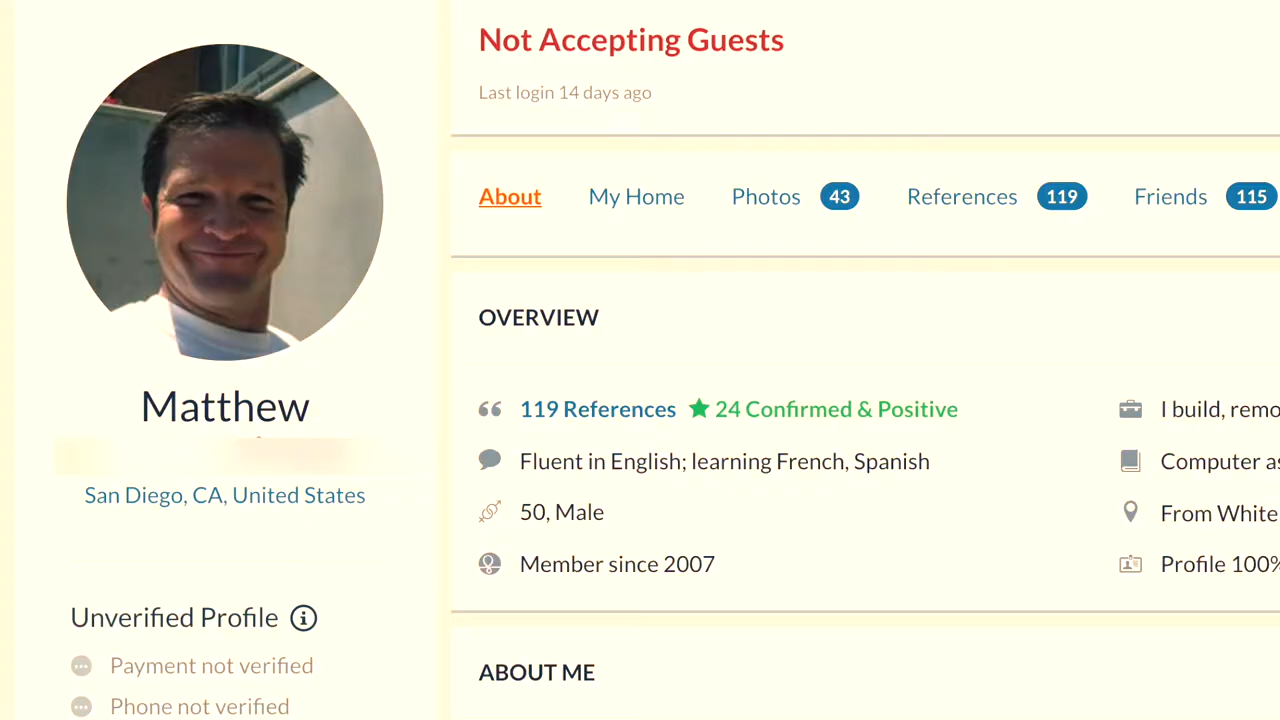 Not Accepting Guests
Last login 14 days ago
About My Home Photos 43 References 119 Friends 115
Matthew
San Diego, CA, United States
Unverified Profile
Payment not verified
Phone not verified
OVERVIEW
119 References 24 Confirmed & Positive
Fluent in English; learning French, Spanish
50, Male
Member since 2007
I build, remo
Computer as
From White
Profile 100%
ABOUT ME